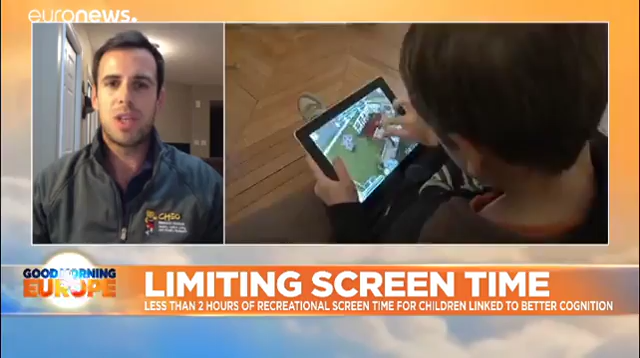 euronews.
CHEO
GOOD MORNING
EUROPE
LIMITING SCREEN TIME
LESS THAN 2 HOURS OF RECREATIONAL SCREEN TIME FOR CHILDREN LINKED TO BETTER COGNITION